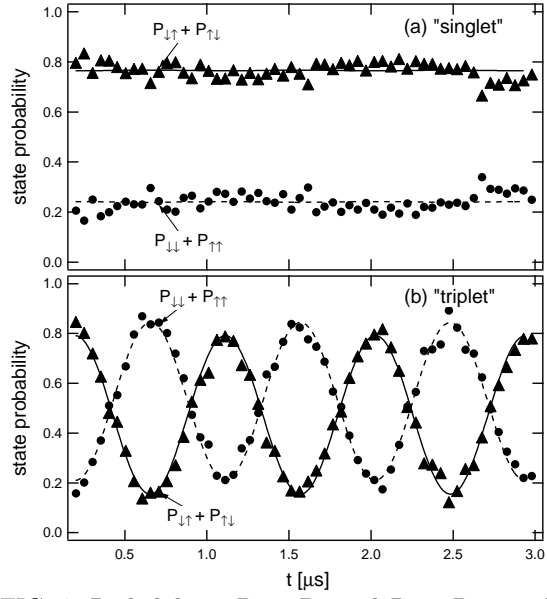 P↓↑ + P↑↓
(a) "singlet"
1.0
0.8
0.6
0.4
0.2
0.0
state probability
P↓↓ + P↑↑
P↓↓ + P↑↑
(b) "triplet"
1.0
0.8
0.6
0.4
0.2
0.0
state probability
P↓↑ + P↑↓
0.5 1.0 1.5 2.0 2.5 3.0
t [μs]